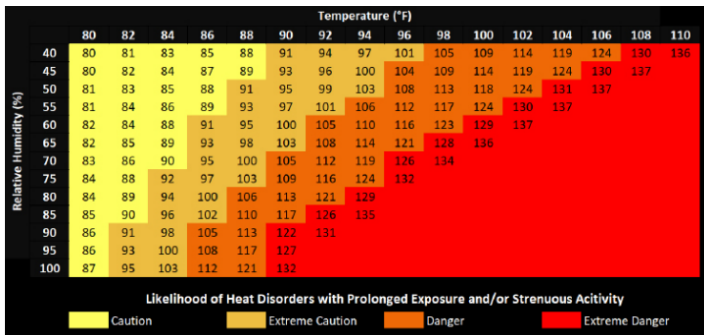 Temperature (°F)
80 82 84 86 88 90 92 94 96 98 100 102 104 106 108 110
Relative Humidity (%)
40 80 81 83 85 88 91 94 97 101 105 109 114 119 124 130 136
45 80 82 84 87 89 93 96 100 104 109 114 119 124 130 137
50 81 83 85 88 91 95 99 103 108 113 118 124 131 137
55 81 84 86 89 93 97 101 106 112 117 124 130 137
60 82 84 88 91 95 100 105 110 116 123 129 137
65 82 85 89 93 98 103 108 114 121 128 136
70 83 86 90 95 100 105 112 119 126 134
75 84 88 92 97 103 109 116 124 132
80 84 89 94 100 106 113 121 129
85 85 90 96 102 110 117 126 135
90 86 91 98 105 113 122 131
95 86 93 100 108 117 127
100 87 95 103 112 121 132
Likelihood of Heat Disorders with Prolonged Exposure and/or Strenuous Acitivity
Caution Extreme Caution Danger Extreme Danger